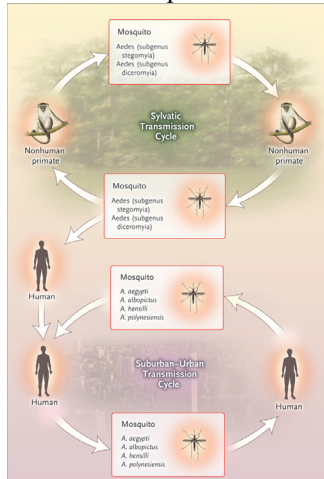 Mosquito
Aedes (subgenus
stegomyia)
Aedes (subgenus
diceromyia)
Sylvatic
Transmission
Cycle
Nonhuman
primate
Nonhuman
primate
Mosquito
Aedes (subgenus
stegomyia)
Aedes (subgenus
diceromyia)
Human
Mosquito
A. aegypti
A. albopictus
A. hensilli
A. polynesiensis
Human
Suburban–Urban
Transmission
Cycle
Human
Mosquito
A. aegypti
A. albopictus
A. hensilli
A. polynesiensis